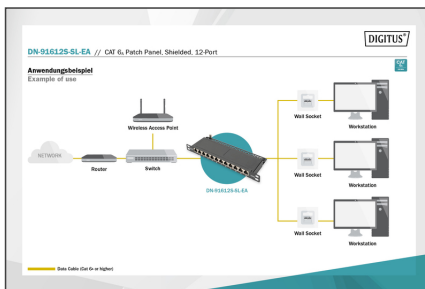 DIGITUS®
DN-91612S-SL-EA // CAT 6A Patch Panel, Shielded, 12-Port
Anwendungsbeispiel
Example of use
CAT
6A
Wireless Access Point
NETWORK
Router
Switch
DN-91612S-SL-EA
Wall Socket
Workstation
Wall Socket
Workstation
Wall Socket
Workstation
Data Cable (Cat 6A or higher)